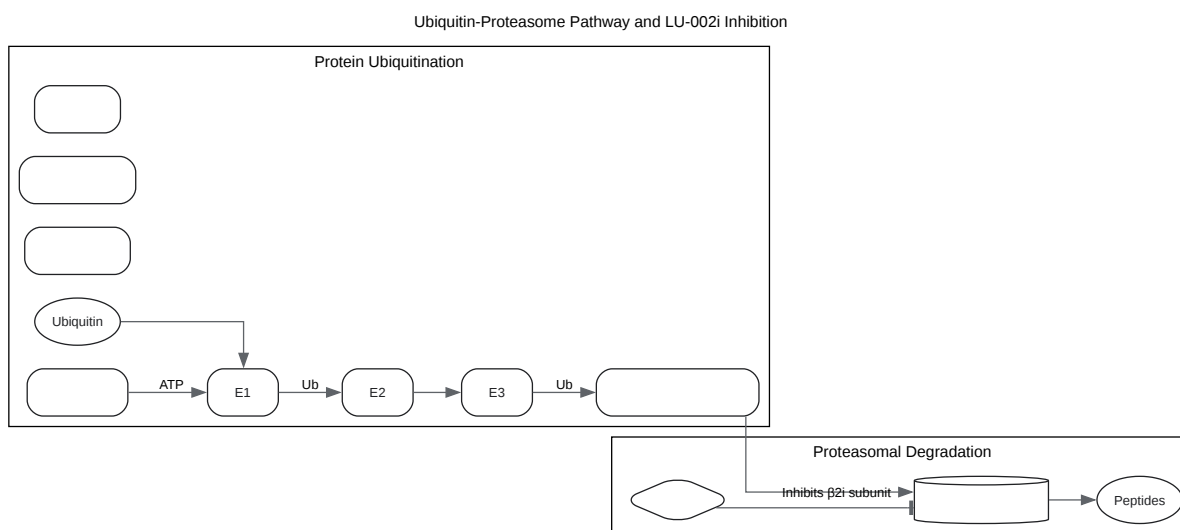 Ubiquitin-Proteasome Pathway and LU-002i Inhibition
Protein Ubiquitination
Ubiquitin
ATP
E1
Ub
E2
E3
Ub
Proteasomal Degradation
Inhibits β2i subunit
Peptides